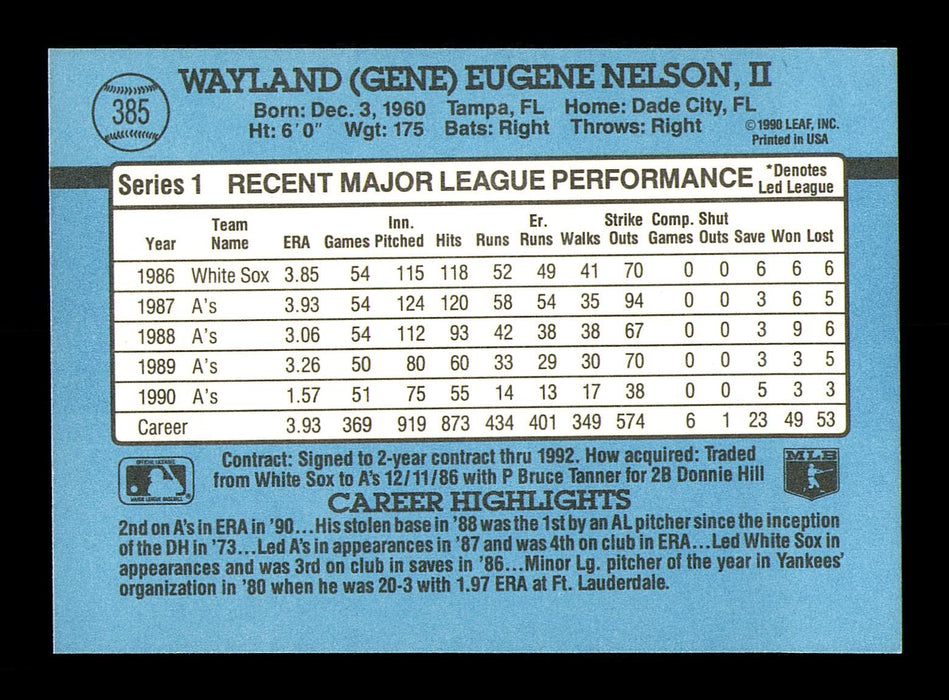 385
WAYLAND (GENE) EUGENE NELSON, II
Born: Dec. 3, 1960 Tampa, FL Home: Dade City, FL
Ht: 6'0" Wgt: 175 Bats: Right Throws: Right
©1990 LEAF, INC.
Printed in USA
Series 1 RECENT MAJOR LEAGUE PERFORMANCE
*Denotes
Led League
Year Team Name ERA Games Inn. Pitched Hits Runs Er. Runs Walks Strike Outs Comp. Games Shut Outs Save Won Lost
1986 White Sox 3.85 54 115 118 52 49 41 70 0 0 6 6 6
1987 A's 3.93 54 124 120 58 54 35 94 0 0 3 6 5
1988 A's 3.06 54 112 93 42 38 38 67 0 0 3 9 6
1989 A's 3.26 50 80 60 33 29 30 70 0 0 3 3 5
1990 A's 1.57 51 75 55 14 13 17 38 0 0 5 3 3
Career 3.93 369 919 873 434 401 349 574 6 1 23 49 53
Contract: Signed to 2-year contract thru 1992. How acquired: Traded
from White Sox to A's 12/11/86 with P Bruce Tanner for 2B Donnie Hill
OFFICIAL LICENSEE
MAJOR LEAGUE BASEBALL
MLB
CAREER HIGHLIGHTS
2nd on A's in ERA in '90...His stolen base in '88 was the 1st by an AL pitcher since the inception
of the DH in '73...Led A's in appearances in '87 and was 4th on club in ERA...Led White Sox in
appearances and was 3rd on club in saves in '86...Minor Lg. pitcher of the year in Yankees'
organization in '80 when he was 20-3 with 1.97 ERA at Ft. Lauderdale.